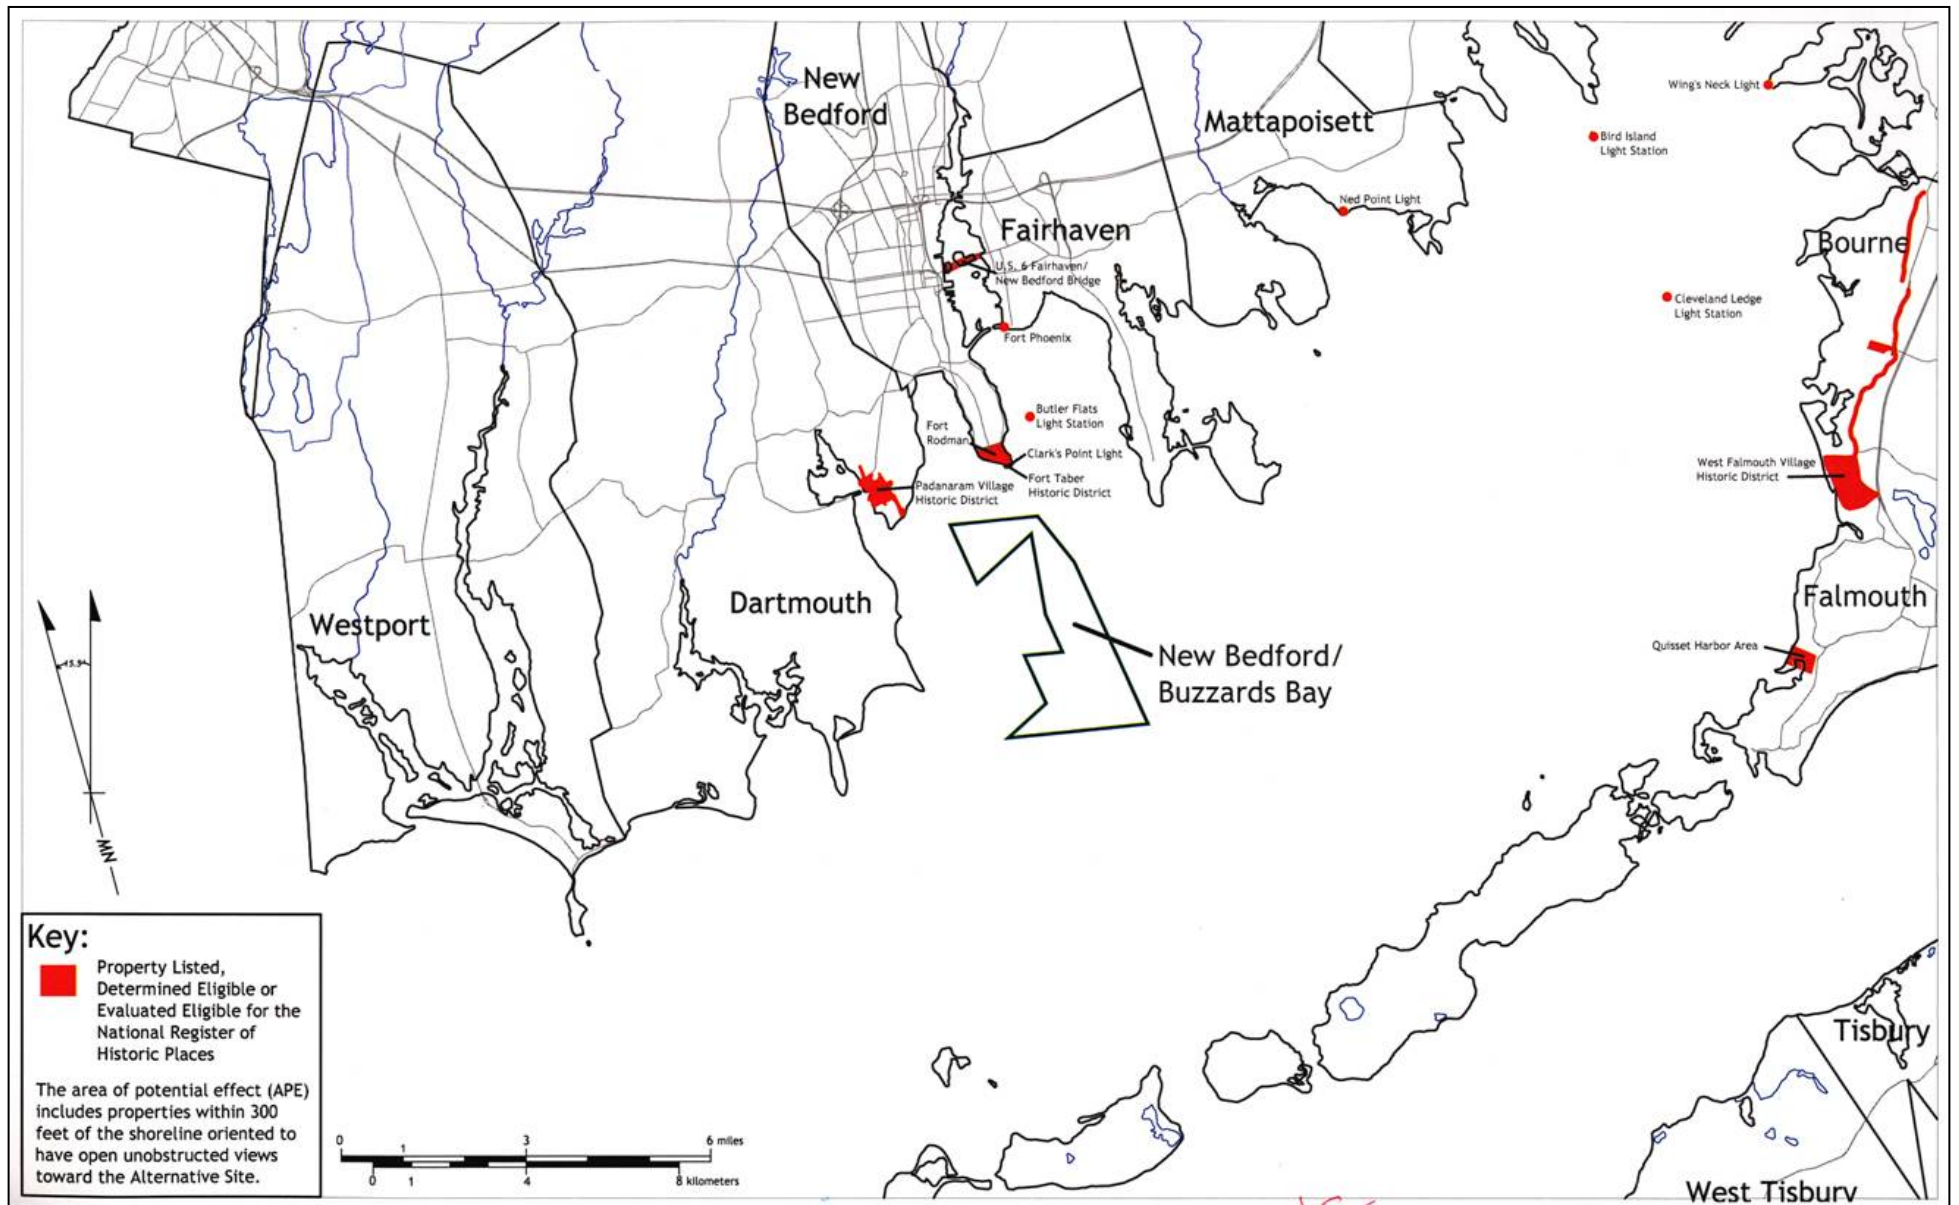 New
Bedford
Mattapoisett
Wing's Neck Light
Bird Island
Light Station
Ned Point Light
Fairhaven
Bourne
U.S. 6 Fairhaven/
New Bedford Bridge
Cleveland Ledge
Light Station
Fort Phoenix
Butler Flats
Light Station
Fort
Rodman
Clark's Point Light
Fort Taber
Historic District
Padanaram Village
Historic District
West Falmouth Village
Historic District
Westport
Dartmouth
Falmouth
New Bedford/
Buzzards Bay
Quisset Harbor Area
15.5°
MN
Key:
Property Listed,
Determined Eligible or
Evaluated Eligible for the
National Register of
Historic Places
The area of potential effect (APE)
includes properties within 300
feet of the shoreline oriented to
have open unobstructed views
toward the Alternative Site.
0 1 3 6 miles
0 1 4 8 kilometers
Tisbury
West Tisbury